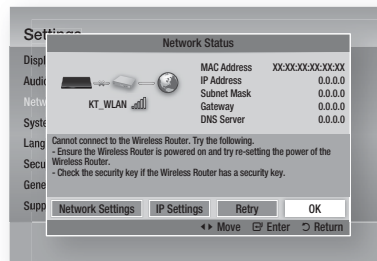 Settings
Network Status
Displ
Audio
Netw
Syste
Lang
Secu
Gene
Supp
KT_WLAN
MAC Address XX:XX:XX:XX:XX:XX
IP Address 0.0.0.0
Subnet Mask 0.0.0.0
Gateway 0.0.0.0
DNS Server 0.0.0.0
Cannot connect to the Wireless Router. Try the following.
- Ensure the Wireless Router is powered on and try re-setting the power of the
Wireless Router.
- Check the security key if the Wireless Router has a security key.
Network Settings IP Settings Retry OK
Move Enter Return